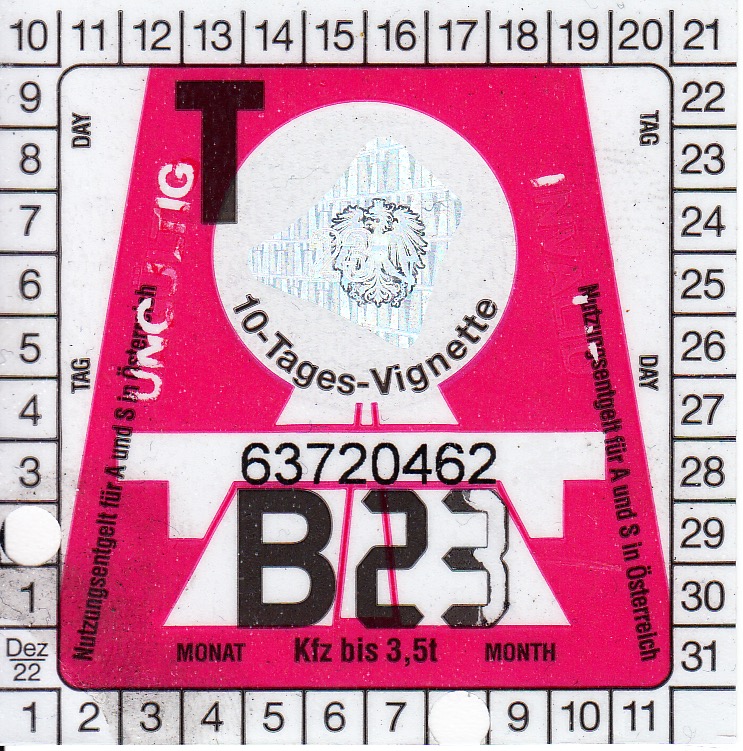 10 11 12 13 14 15 16 17 18 19 20 21
9 22
8 23
7 24
6 25
5 26
4 27
3 28
29
1 30
Dez 22 31
1 2 3 4 5 6 7 9 10 11
DAY
TAG
T
TAG
DAY
10-Tages-Vignette
Nutzungsentgelt für A und S in Österreich
Nutzungsentgelt für A und S in Österreich
63720462
B23
MONAT Kfz bis 3,5t MONTH